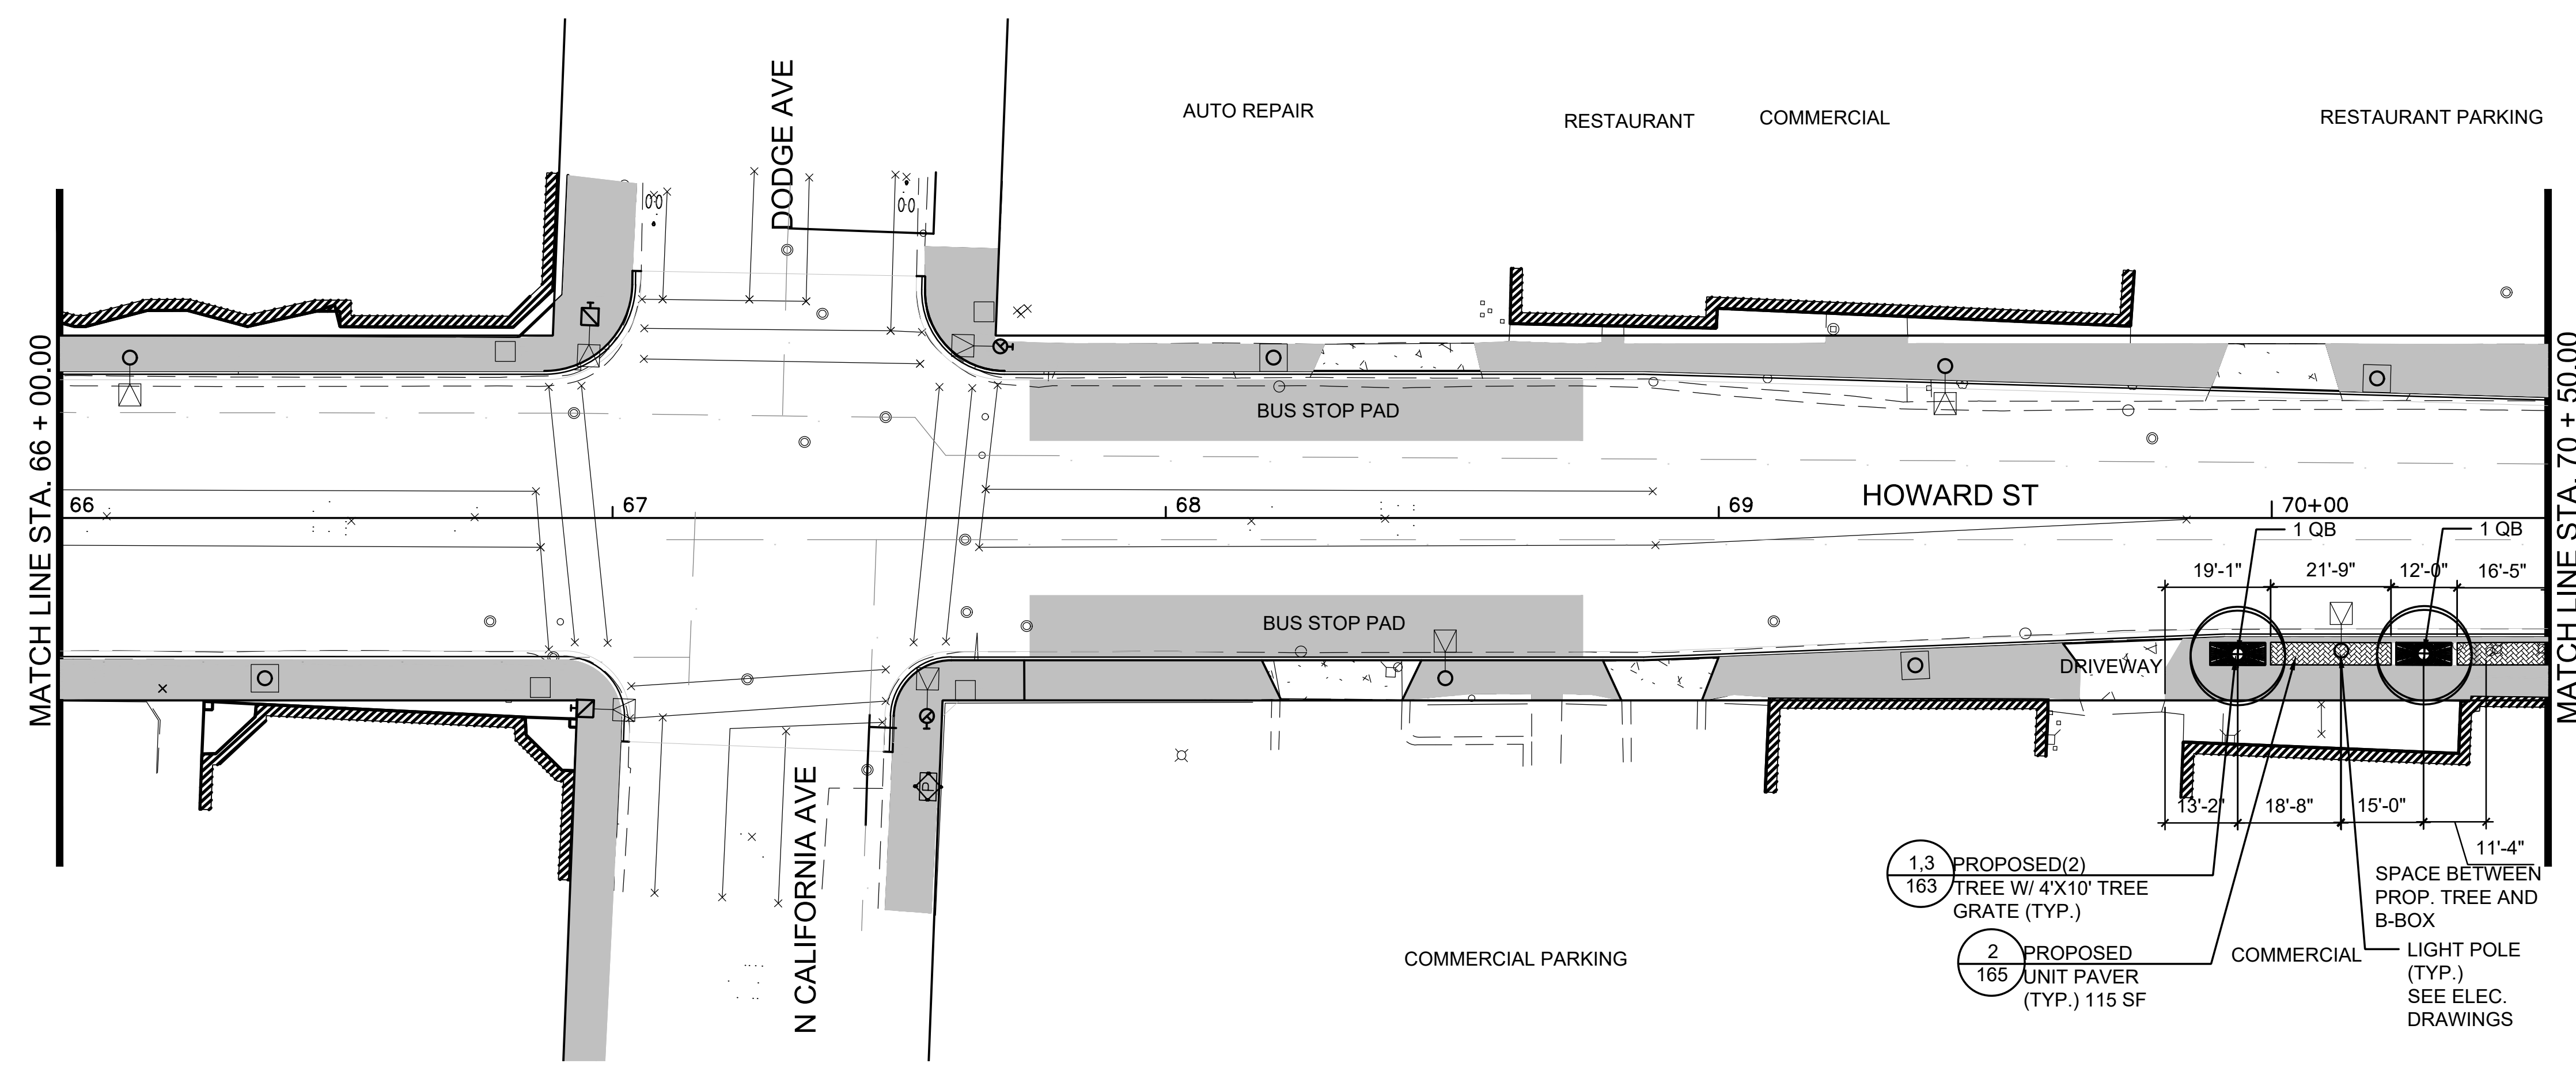 DODGE AVE
AUTO REPAIR
RESTAURANT
COMMERCIAL
RESTAURANT PARKING
MATCH LINE STA. 66 + 00.00
MATCH LINE STA. 70 + 50.00
BUS STOP PAD
66
67
68
69
HOWARD ST
70+00
1 QB
1 QB
19'-1"
21'-9"
12'-0"
16'-5"
BUS STOP PAD
DRIVEWAY
N CALIFORNIA AVE
P
13'-2"
18'-8"
15'-0"
11'-4"
1,3
163
PROPOSED(2)
TREE W/ 4'X10' TREE
GRATE (TYP.)
SPACE BETWEEN
PROP. TREE AND
B-BOX
2
165
PROPOSED
UNIT PAVER
(TYP.) 115 SF
COMMERCIAL
LIGHT POLE
(TYP.)
SEE ELEC.
DRAWINGS
COMMERCIAL PARKING